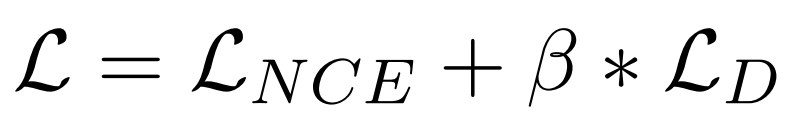 ℒ = ℒ_{NCE} + β * ℒ_D